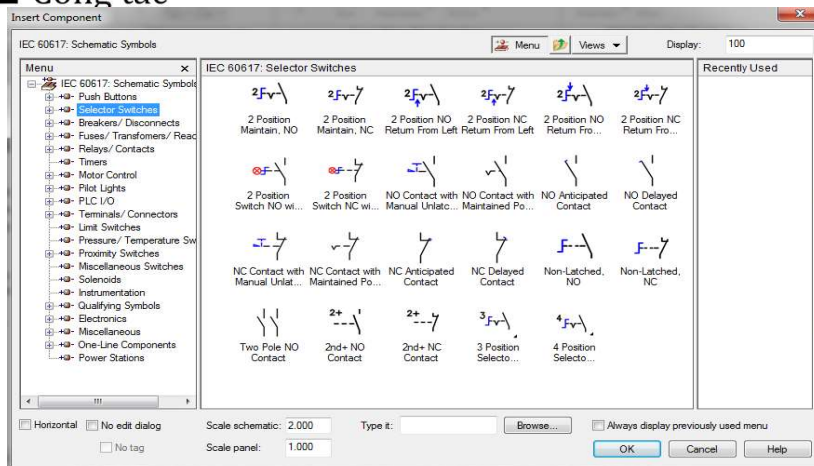 Công tắc
Insert Component
IEC 60617: Schematic Symbols
Menu
Views
Display:
100
Menu
x
IEC 60617: Selector Switches
Recently Used
IEC 60617: Schematic Symbols
Push Buttons
Selector Switches
Breakers/ Disconnects
Fuses/ Transfomers/ Reac
Relays/ Contacts
Timers
Motor Control
Pilot Lights
PLC I/O
Terminals/ Connectors
Limit Switches
Pressure/ Temperature Sw
Proximity Switches
Miscellaneous Switches
Solenoids
Instrumentation
Qualifying Symbols
Electronics
Miscellaneous
One-Line Components
Power Stations
2 Position Maintain, NO
2 Position Maintain, NC
2 Position NO Return From Left
2 Position NC Return From Left
2 Position NO Return Fro...
2 Position NC Return Fro...
2 Position Switch NO wi...
2 Position Switch NC wi...
NO Contact with Manual Unlatc...
NO Contact with Maintained Po...
NO Anticipated Contact
NO Delayed Contact
NC Contact with Manual Unlat...
NC Contact with Maintained Po...
NC Anticipated Contact
NC Delayed Contact
Non-Latched, NO
Non-Latched, NC
2+
2+
3
4
Two Pole NO Contact
2nd+ NO Contact
2nd+ NC Contact
3 Position Selecto...
4 Position Selecto...
Horizontal
No edit dialog
No tag
Scale schematic: 2.000
Scale panel: 1.000
Type it:
Browse...
Always display previously used menu
OK
Cancel
Help